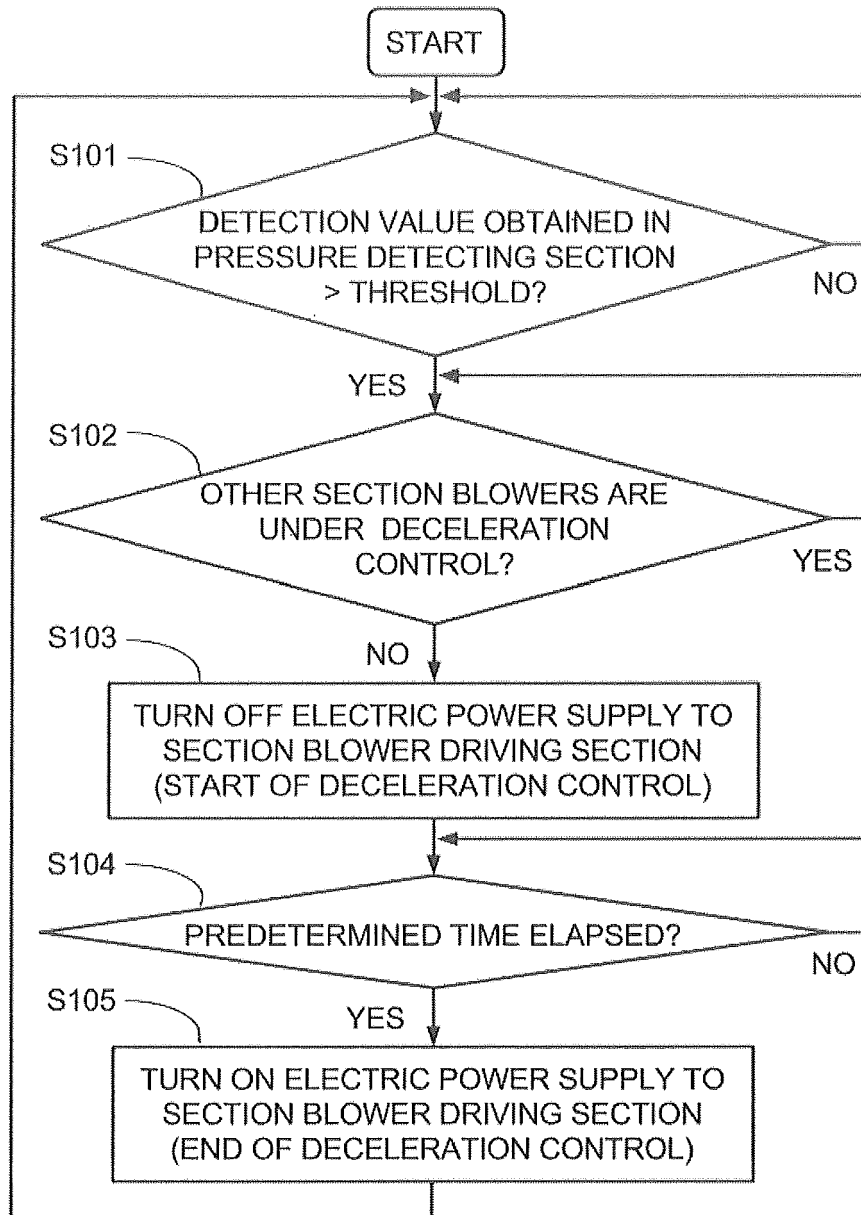 START
S101
DETECTION VALUE OBTAINED IN
PRESSURE DETECTING SECTION
> THRESHOLD?
NO
YES
S102
OTHER SECTION BLOWERS ARE
UNDER DECELERATION
CONTROL?
YES
NO
S103
TURN OFF ELECTRIC POWER SUPPLY TO
SECTION BLOWER DRIVING SECTION
(START OF DECELERATION CONTROL)
S104
PREDETERMINED TIME ELAPSED?
NO
YES
S105
TURN ON ELECTRIC POWER SUPPLY TO
SECTION BLOWER DRIVING SECTION
(END OF DECELERATION CONTROL)